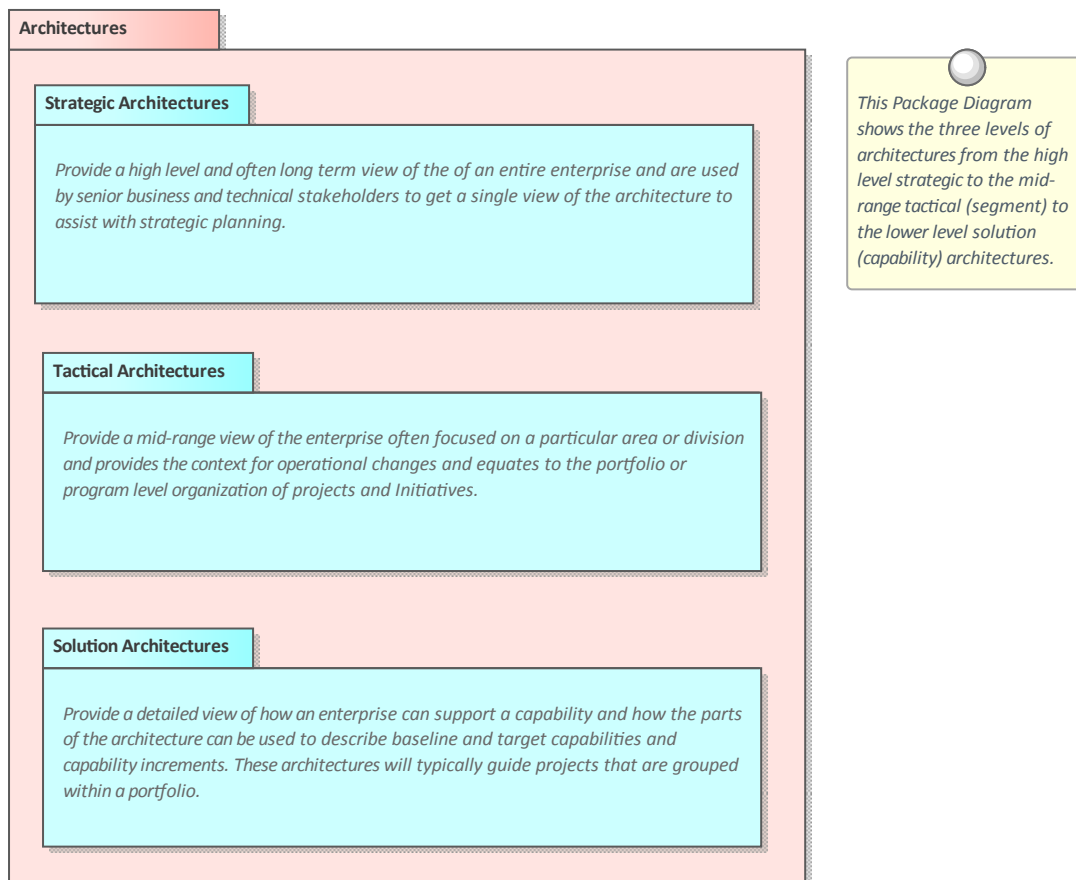 Architectures
Strategic Architectures
Provide a high level and often long term view of the of an entire enterprise and are used
by senior business and technical stakeholders to get a single view of the architecture to
assist with strategic planning.
Tactical Architectures
Provide a mid-range view of the enterprise often focused on a particular area or division
and provides the context for operational changes and equates to the portfolio or
program level organization of projects and Initiatives.
Solution Architectures
Provide a detailed view of how an enterprise can support a capability and how the parts
of the architecture can be used to describe baseline and target capabilities and
capability increments. These architectures will typically guide projects that are grouped
within a portfolio.
This Package Diagram
shows the three levels of
architectures from the high
level strategic to the mid-
range tactical (segment) to
the lower level solution
(capability) architectures.